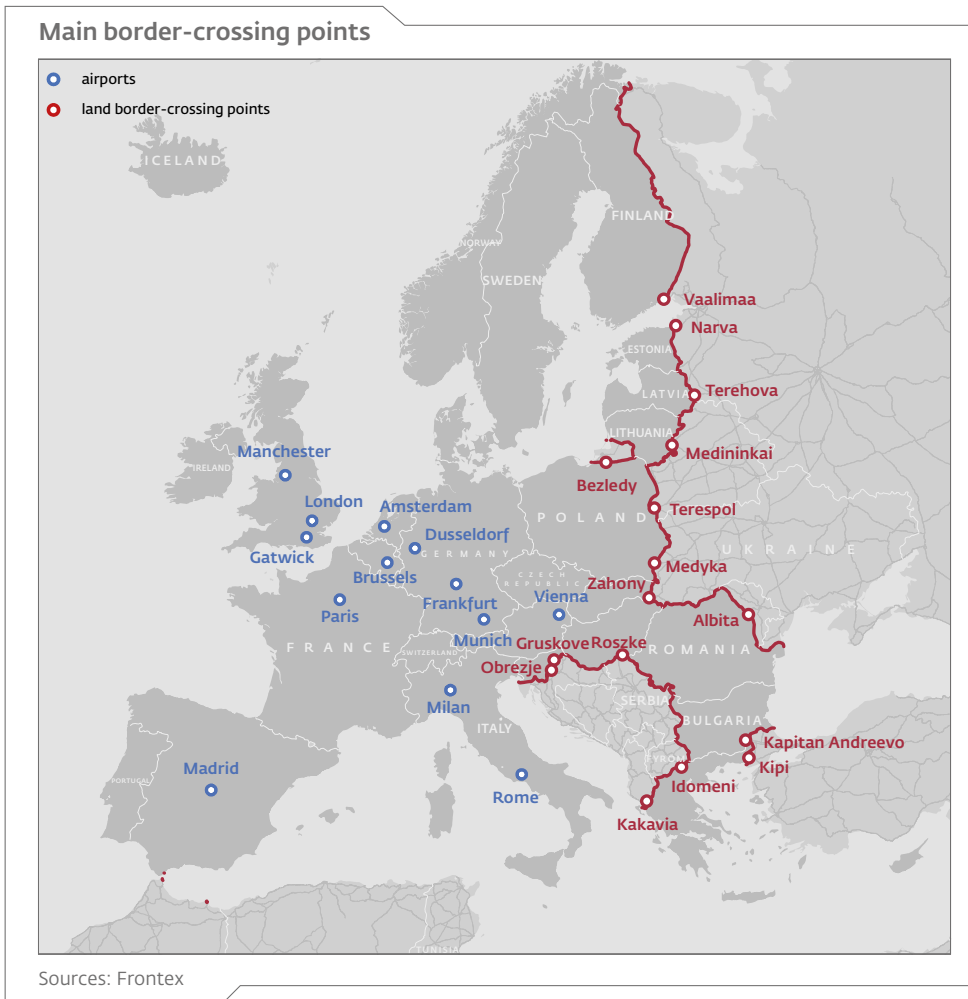 Main border-crossing points
airports
land border-crossing points
ICELAND
FINLAND
NORWAY
SWEDEN
Vaalimaa
Narva
ESTONIA
LATVIA
Terehova
LITHUANIA
Medininkai
Bezledy
Manchester
IRELAND
London
Gatwick
Amsterdam
Dusseldorf
GERMANY
Brussels
POLAND
Terespol
UKRAINE
Medyka
CZECH
REPUBLIC
Zahony
Paris
Frankfurt
Vienna
Albita
Munich
FRANCE
SWITZERLAND
Gruskove
Roszke
ROMANIA
Obrezje
Milan
SERBIA
ITALY
BULGARIA
Kapitan Andreevo
Kipi
FYROM
Idomeni
Madrid
PORTUGAL
Rome
Kakavia
TUNISIA
Sources: Frontex